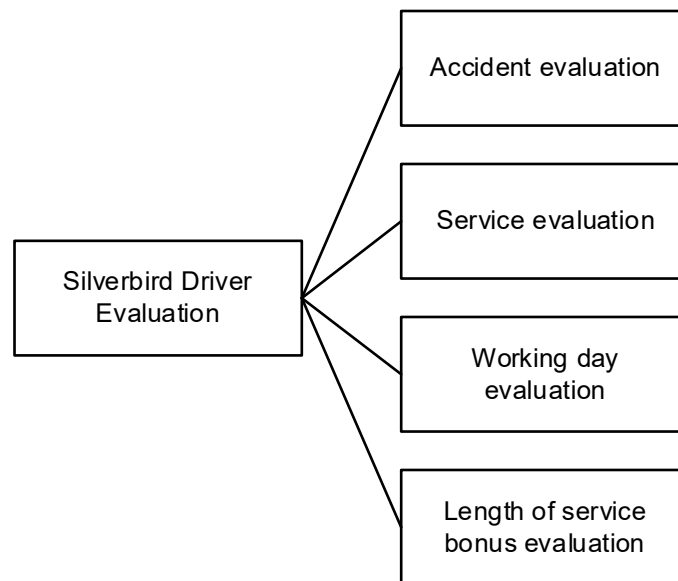 Accident evaluation
Service evaluation
Silverbird Driver
Evaluation
Working day
evaluation
Length of service
bonus evaluation